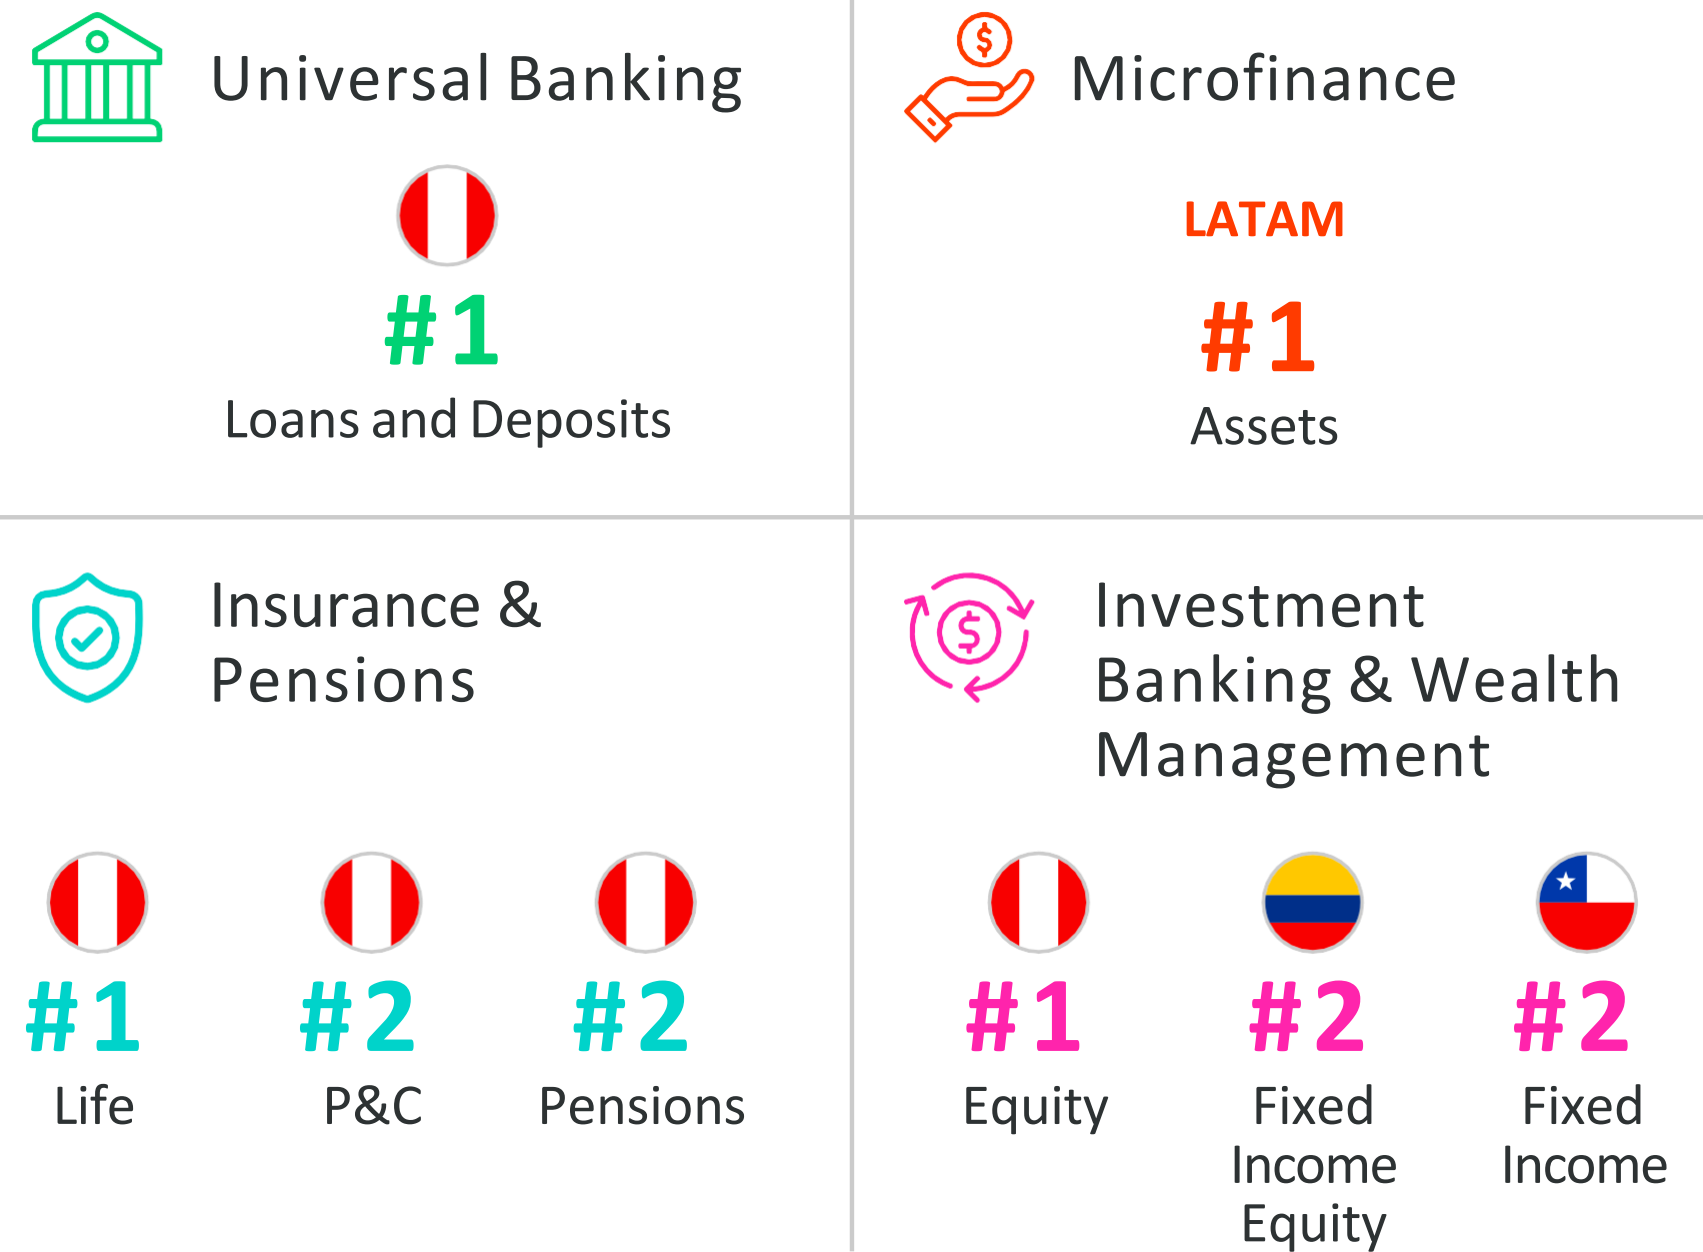 Universal Banking
#1
Loans and Deposits
Microfinance
LATAM
#1
Assets
Insurance &
Pensions
#1
Life
#2
P&C
#2
Pensions
Investment
Banking & Wealth
Management
#1
Equity
#2
Fixed
Income
Equity
#2
Fixed
Income